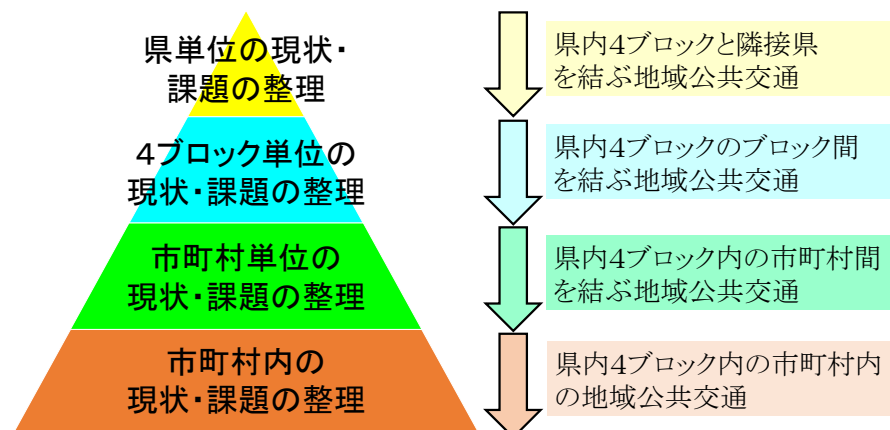 県単位の現状・
課題の整理
県内4ブロックと隣接県
を結ぶ地域公共交通
4ブロック単位の
現状・課題の整理
県内4ブロックのブロック間
を結ぶ地域公共交通
市町村単位の
現状・課題の整理
県内4ブロック内の市町村間
を結ぶ地域公共交通
市町村内の
現状・課題の整理
県内4ブロック内の市町村内
の地域公共交通